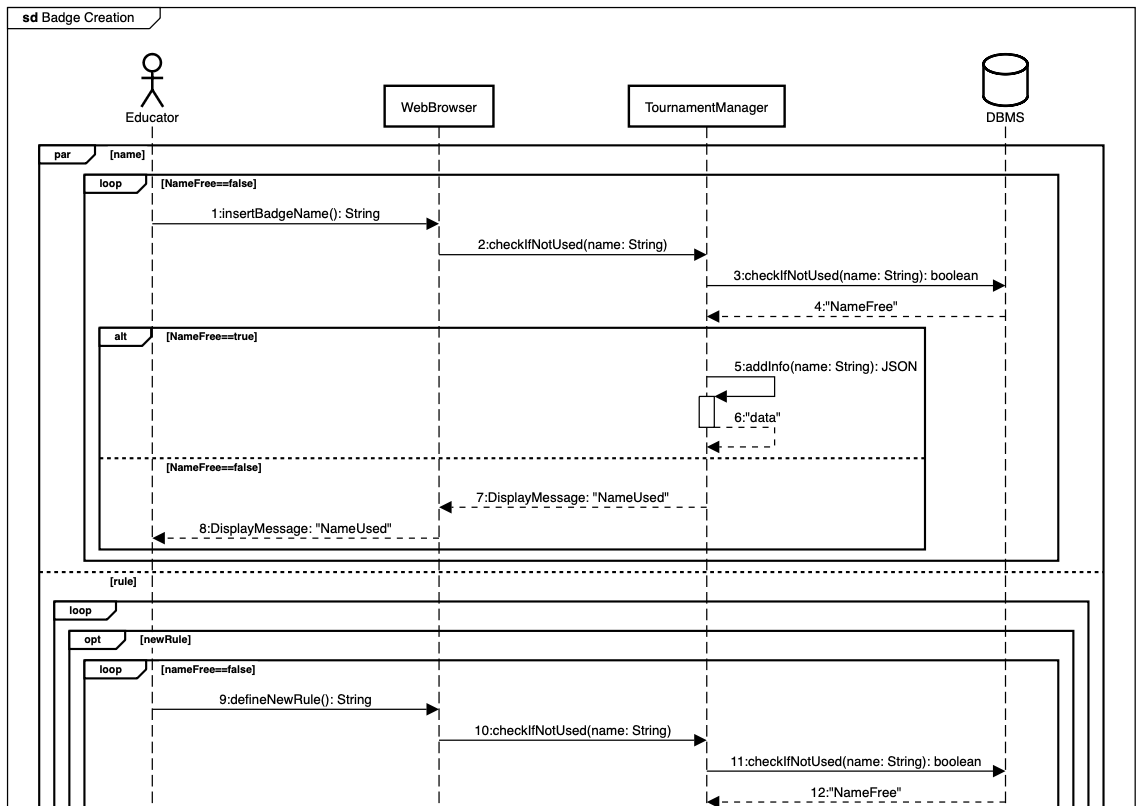 sd Badge Creation
Educator
WebBrowser
TournamentManager
DBMS
par [name]
loop [NameFree==false]
1:insertBadgeName(): String
2:checkIfNotUsed(name: String)
3:checkIfNotUsed(name: String): boolean
4:"NameFree"
alt [NameFree==true]
5:addInfo(name: String): JSON
6:"data"
[NameFree==false]
7:DisplayMessage: "NameUsed"
8:DisplayMessage: "NameUsed"
[rule]
loop
opt [newRule]
loop [nameFree==false]
9:defineNewRule(): String
10:checkIfNotUsed(name: String)
11:checkIfNotUsed(name: String): boolean
12:"NameFree"